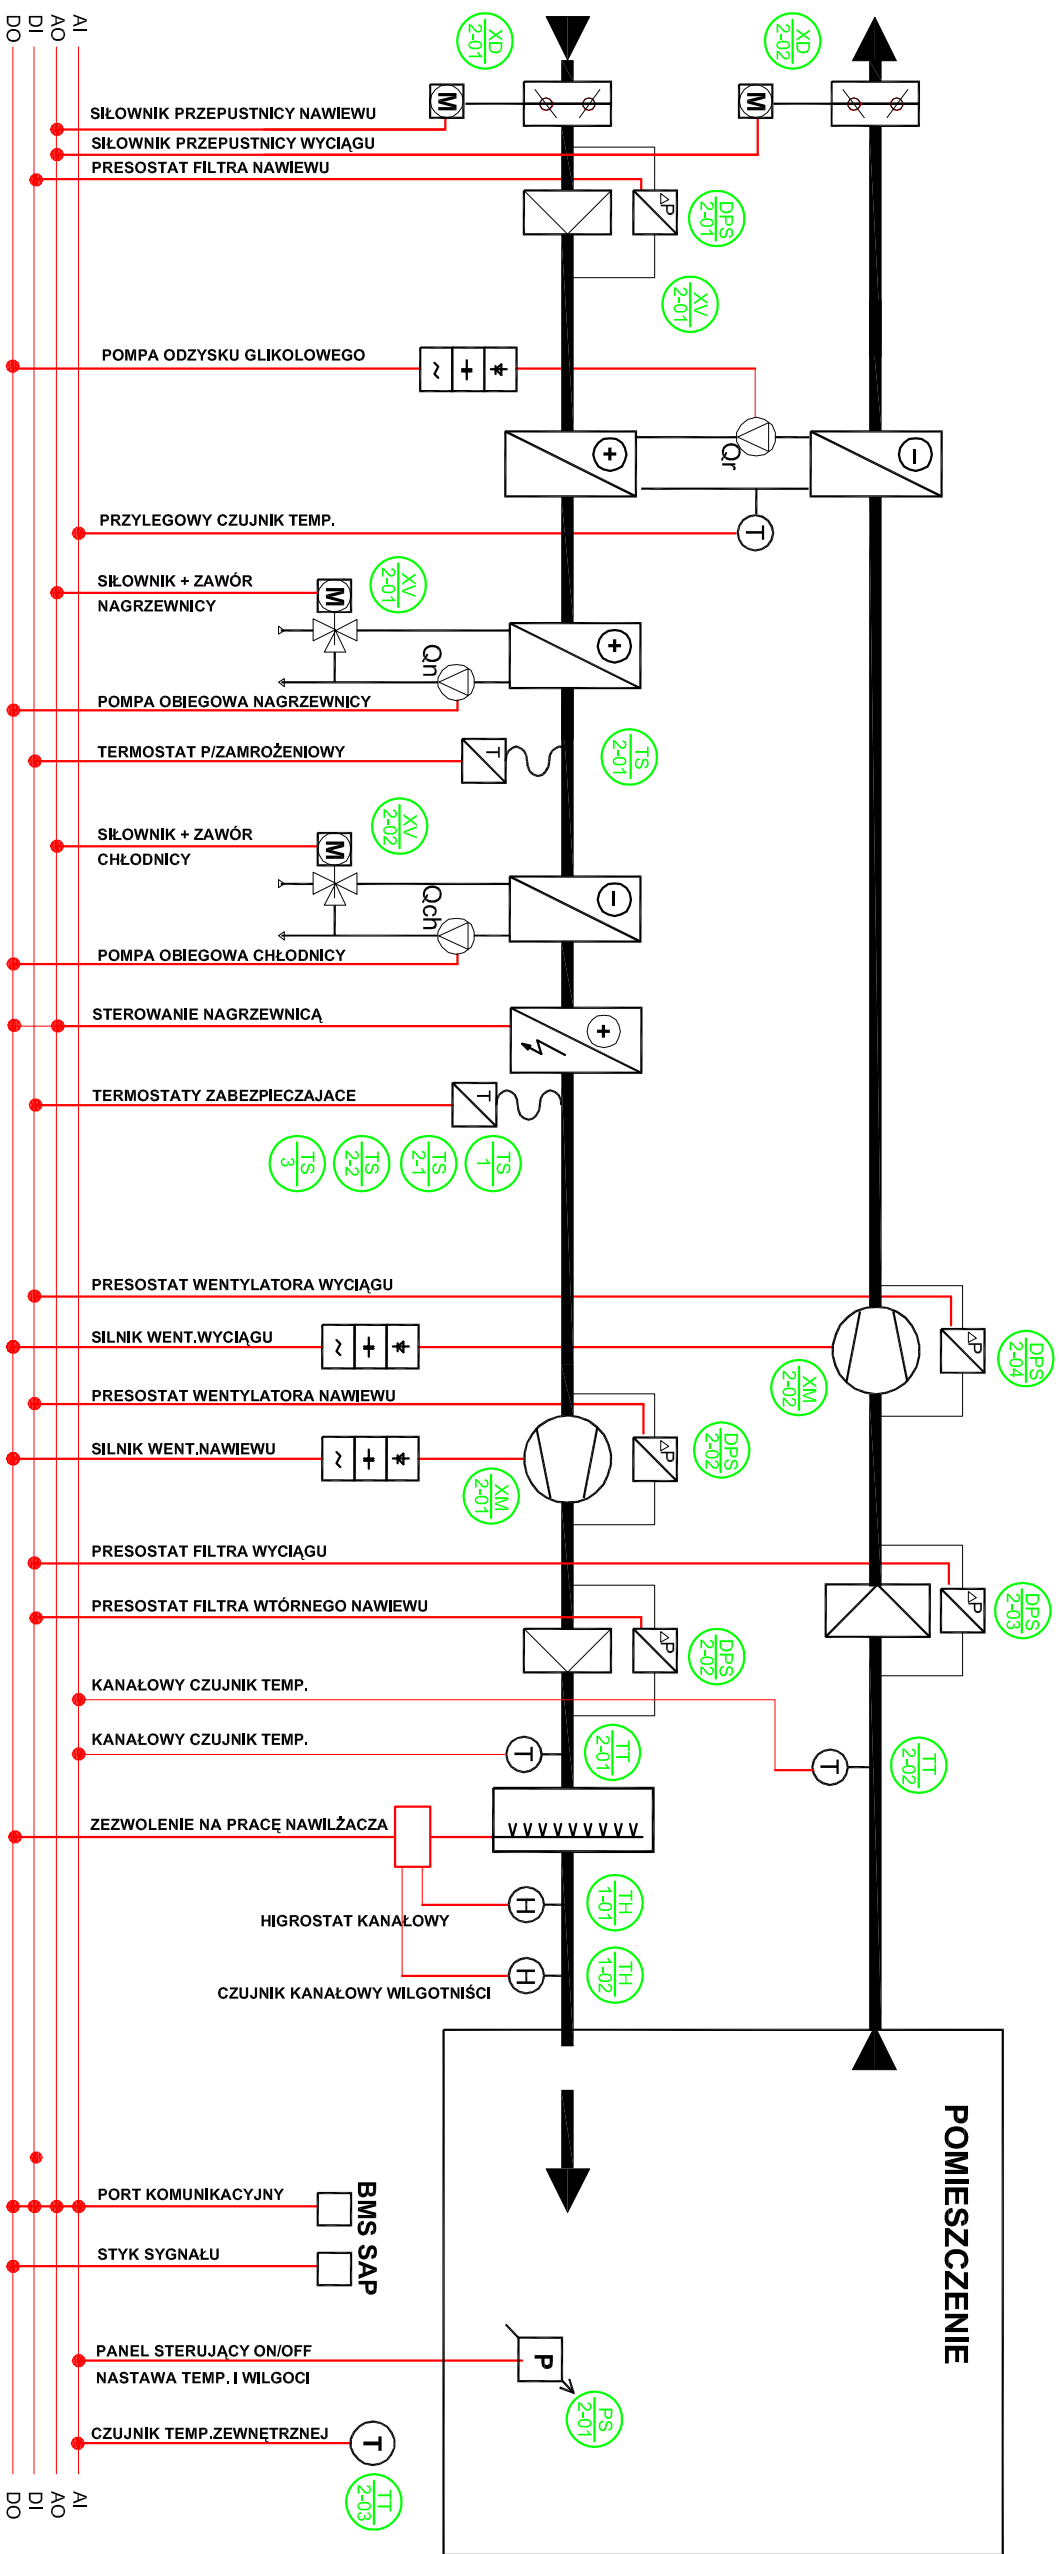 AI
AO
DI
DO
XD
2-01
XD
2-02
M
M
SIŁOWNIK PRZEPUSTNICY NAWIEWU
SIŁOWNIK PRZEPUSTNICY WYCIĄGU
PRESOSTAT FILTRA NAWIEWU
△P
DPS
2-01
XV
2-01
POMPA ODZYSKU GLIKOLOWEGO
~
+
Qr
-
PRZYLEGOWY CZUJNIK TEMP.
T
SIŁOWNIK + ZAWÓR
NAGRZEWNICY
M
XV
2-01
Qn
+
POMPA OBIEGOWA NAGRZEWNICY
TERMOSTAT P/ZAMROŻENIOWY
T
TS
2-01
SIŁOWNIK + ZAWÓR
CHŁODNICY
M
XV
2-02
Qch
-
POMPA OBIEGOWA CHŁODNICY
STEROWANIE NAGRZEWNICĄ
+
TERMOSTATY ZABEZPIECZAJACE
T
TS
3
TS
2-2
TS
2-1
TS
1
PRESOSTAT WENTYLATORA WYCIĄGU
△P
DPS
2-04
SILNIK WENT.WYCIĄGU
~
XM
2-02
PRESOSTAT WENTYLATORA NAWIEWU
△P
DPS
2-02
SILNIK WENT.NAWIEWU
~
XM
2-01
PRESOSTAT FILTRA WYCIĄGU
△P
DPS
2-03
PRESOSTAT FILTRA WTÓRNEGO NAWIEWU
△P
DPS
2-02
KANAŁOWY CZUJNIK TEMP.
T
TT
2-02
KANAŁOWY CZUJNIK TEMP.
T
TT
2-01
ZEZWOLENIE NA PRACĘ NAWILŻACZA
HIGROSTAT KANAŁOWY
H
TH
1-01
CZUJNIK KANAŁOWY WILGOTNIŚCI
H
TH
1-02
POMIESZCZENIE
PORT KOMUNIKACYJNY
BMS SAP
STYK SYGNAŁU
PANEL STERUJĄCY ON/OFF
NASTAWA TEMP. I WILGOCI
P
PS
2-01
CZUJNIK TEMP.ZEWNĘTRZNEJ
T
TT
2-03
AI
AO
DI
DO